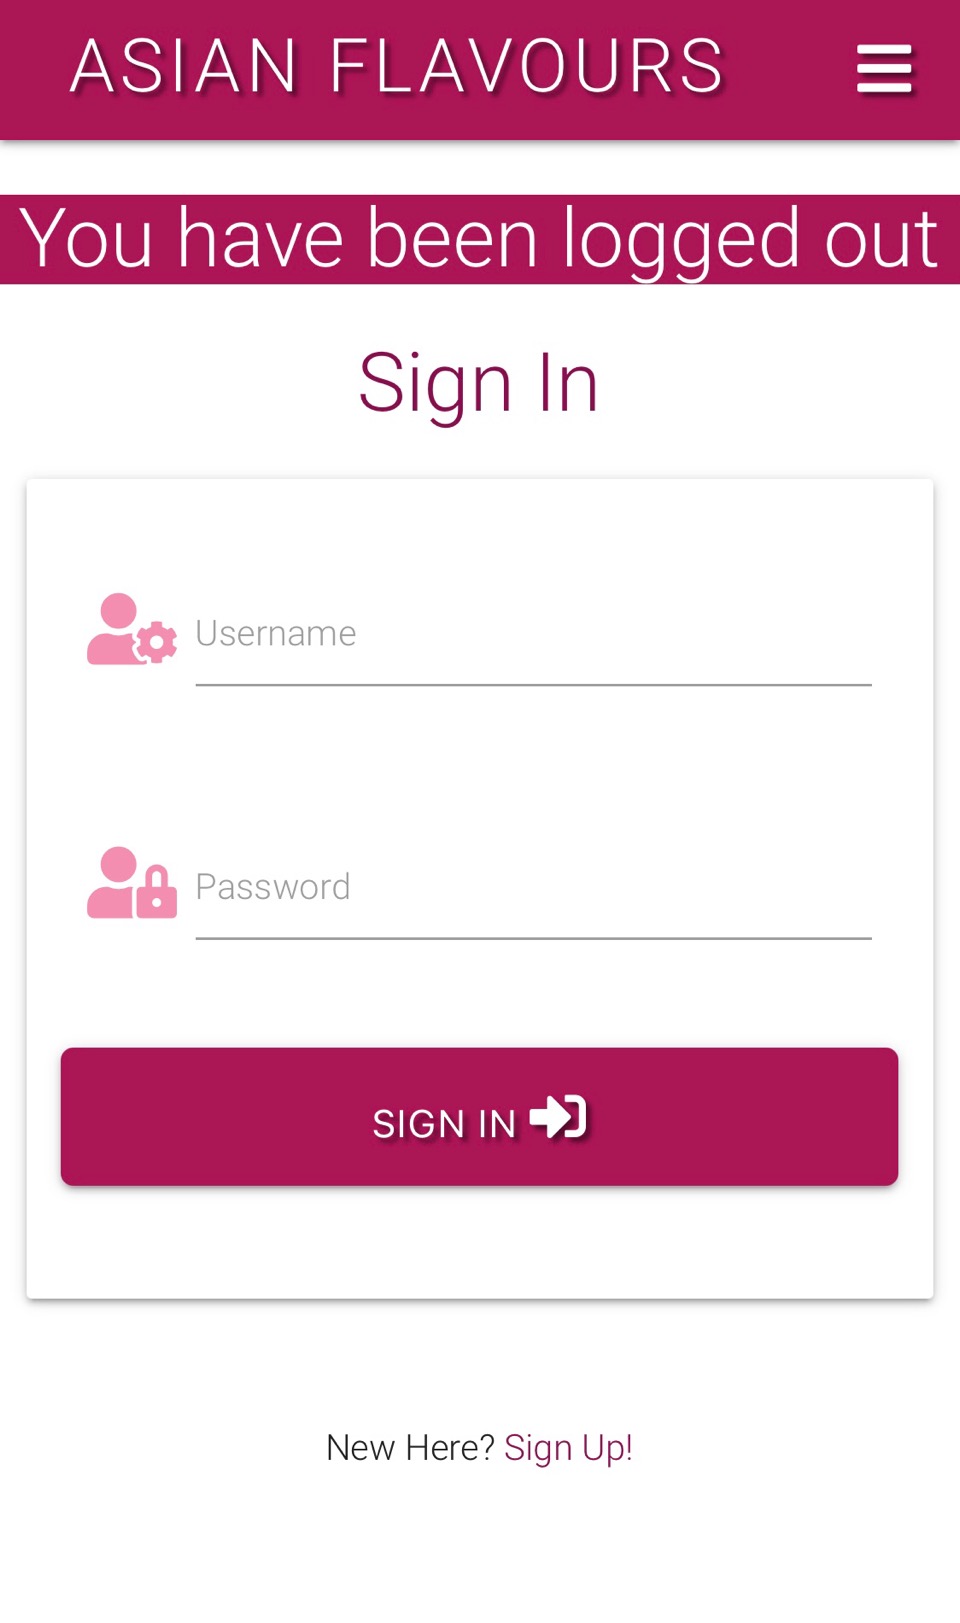 ASIAN FLAVOURS
You have been logged out
Sign In
Username
Password
SIGN IN
New Here? Sign Up!